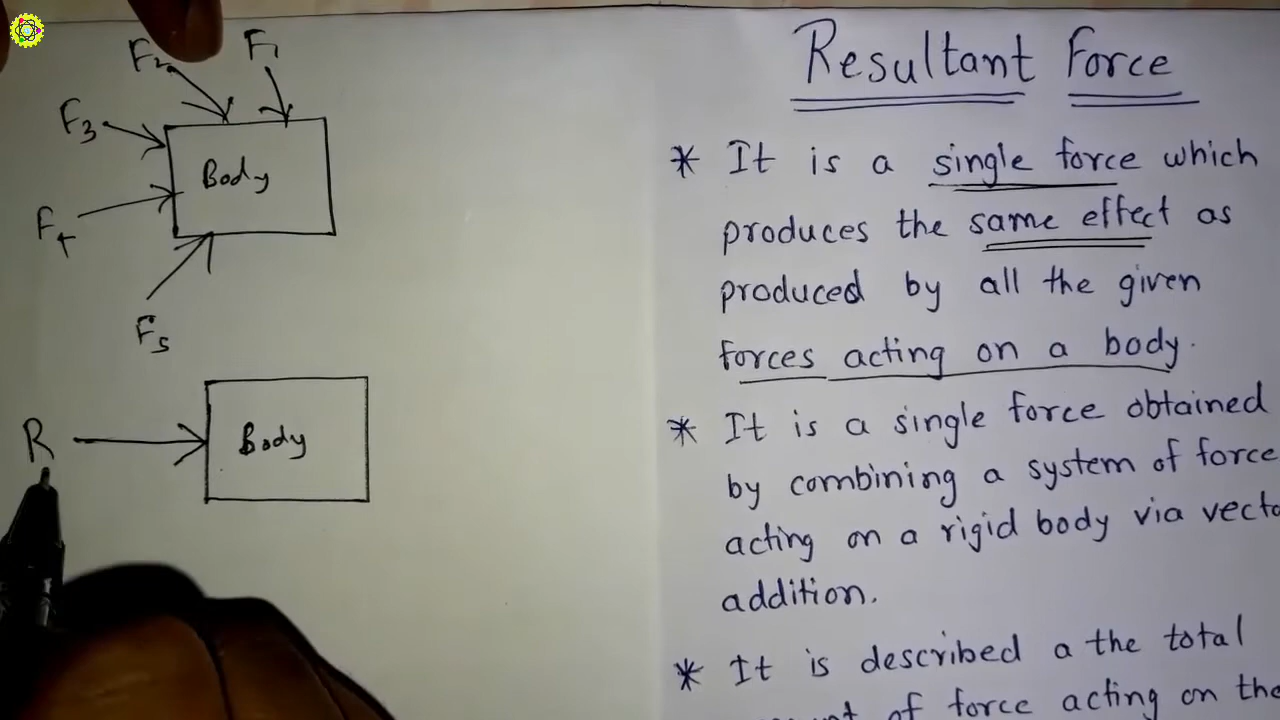 F2
F1
F3
Body
F4
F5
R
Body
Resultant Force
* It is a single force which
produces the same effect as
produced by all the given
forces acting on a body.
* It is a single force obtained
by combining a system of force
acting on a rigid body via
addition.
* It is described a the total
of force acting on the